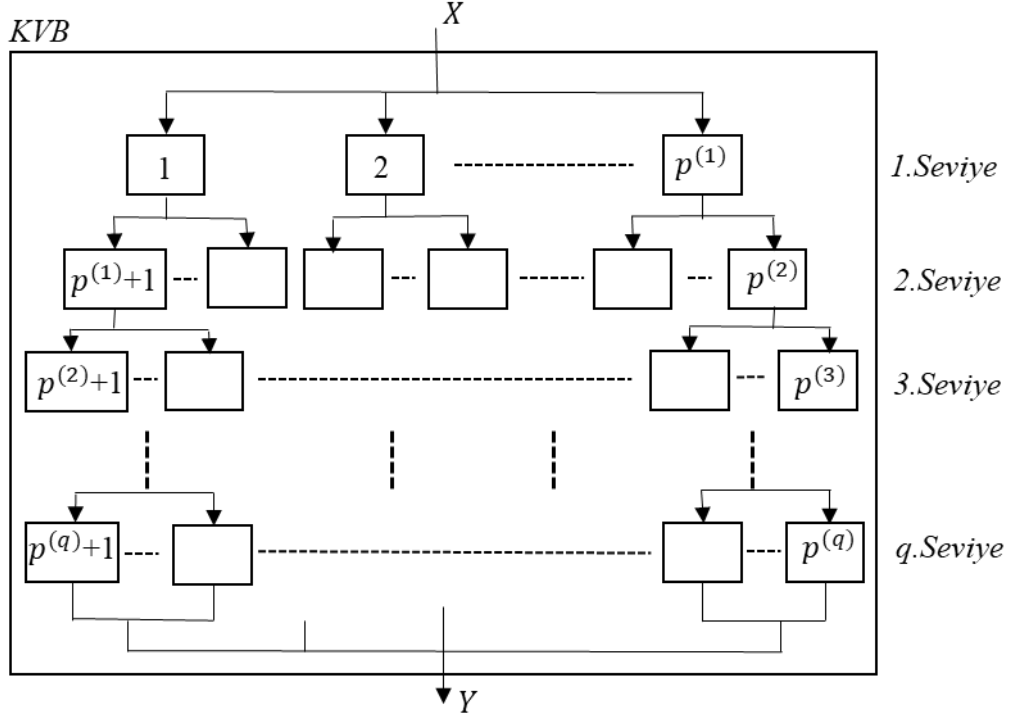 X
KVB
1 2 p⁽¹⁾ 1.Seviye
p⁽¹⁾+1 p⁽²⁾ 2.Seviye
p⁽²⁾+1 p⁽³⁾ 3.Seviye
p⁽q⁾+1 p⁽q⁾ q.Seviye
Y